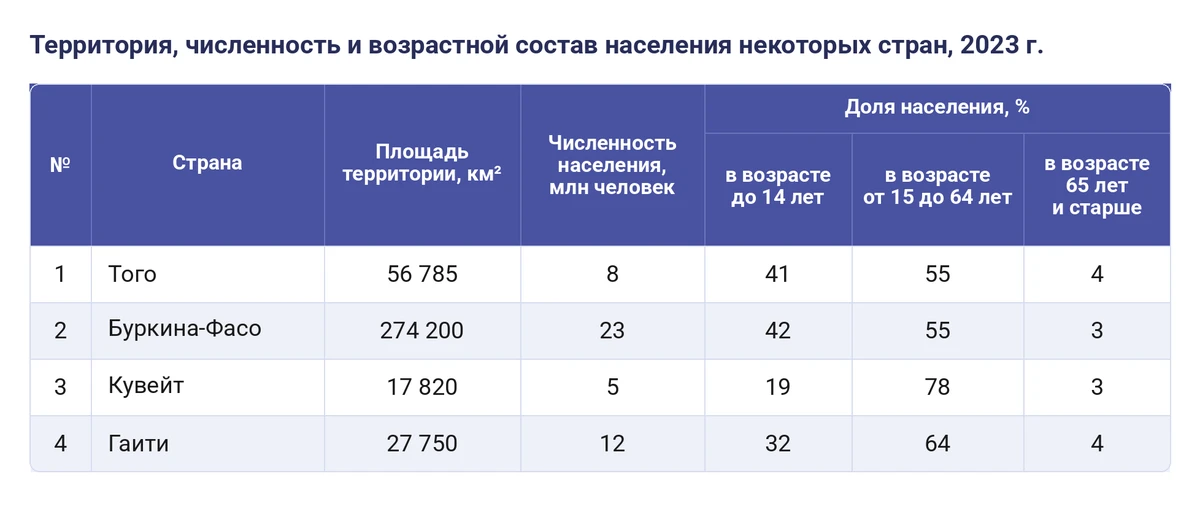 Территория, численность и возрастной состав населения некоторых стран, 2023 г.
№
Страна
Площадь
территории, км²
Численность
населения,
млн человек
Доля населения, %
в возрасте
до 14 лет
в возрасте
от 15 до 64 лет
в возрасте
65 лет
и старше
1 Того 56 785 8 41 55 4
2 Буркина-Фасо 274 200 23 42 55 3
3 Кувейт 17 820 5 19 78 3
4 Гаити 27 750 12 32 64 4